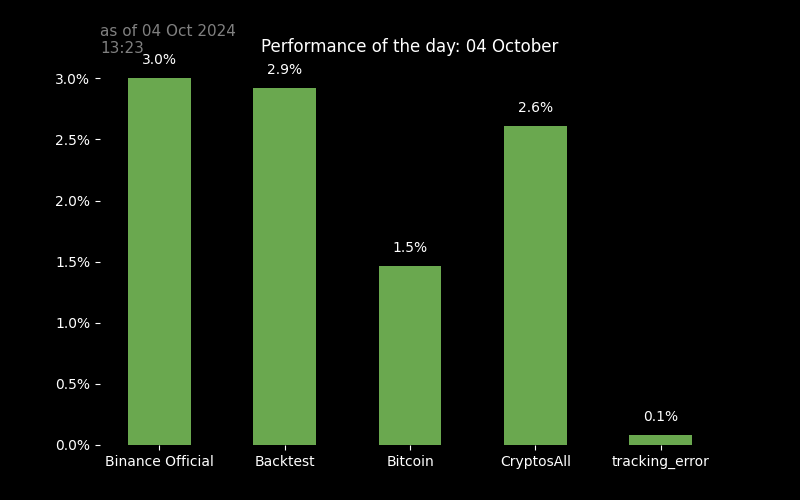 as of 04 Oct 2024
13:23
Performance of the day: 04 October
3.0%
2.9%
2.6%
1.5%
0.1%
3.0%
2.5%
2.0%
1.5%
1.0%
0.5%
0.0%
Binance Official
Backtest
Bitcoin
CryptosAll
tracking_error